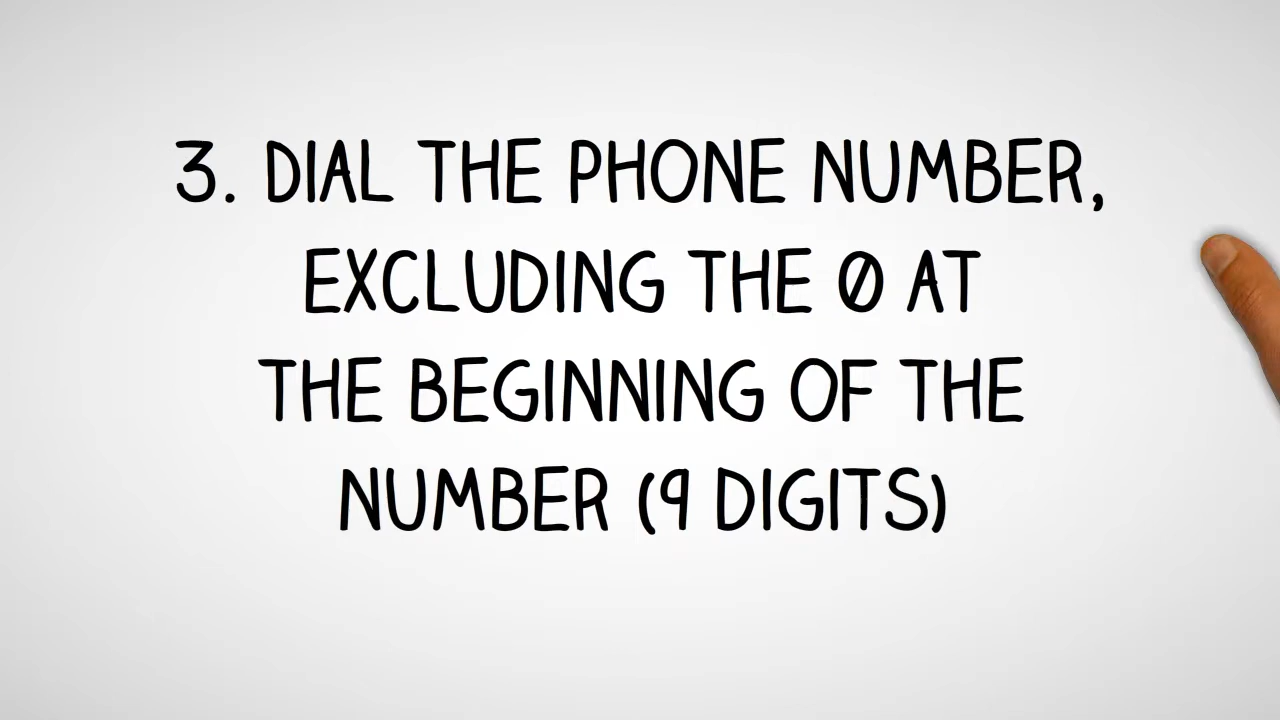 3. DIAL THE PHONE NUMBER,
EXCLUDING THE 0 AT
THE BEGINNING OF THE
NUMBER (9 DIGITS)